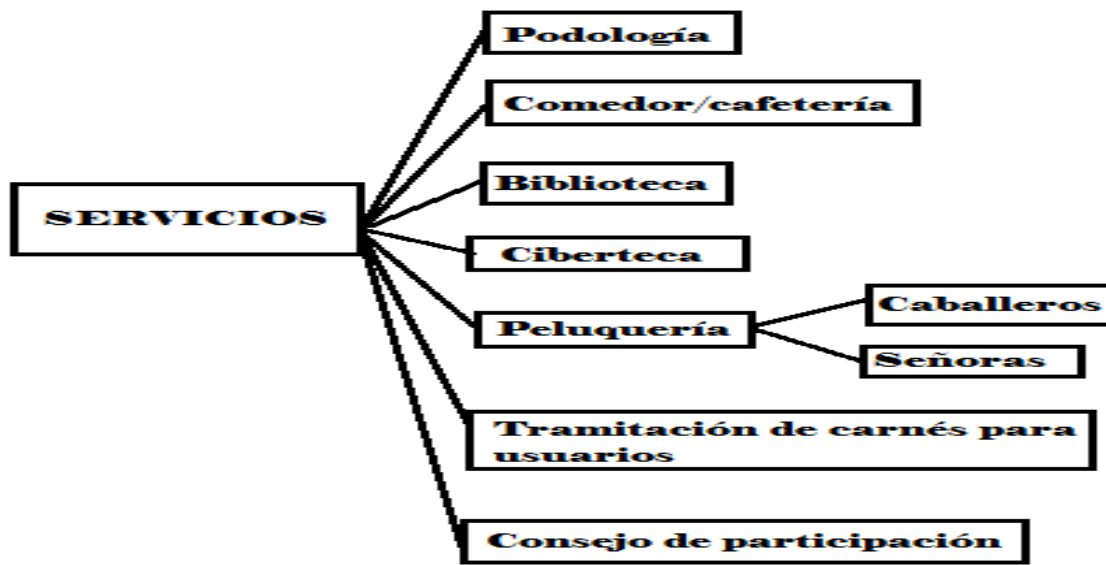 Podología
Comedor/cafetería
Biblioteca
SERVICIOS
Ciberteca
Peluquería
Caballeros
Señoras
Tramitación de carnés para
usuarios
Consejo de participación